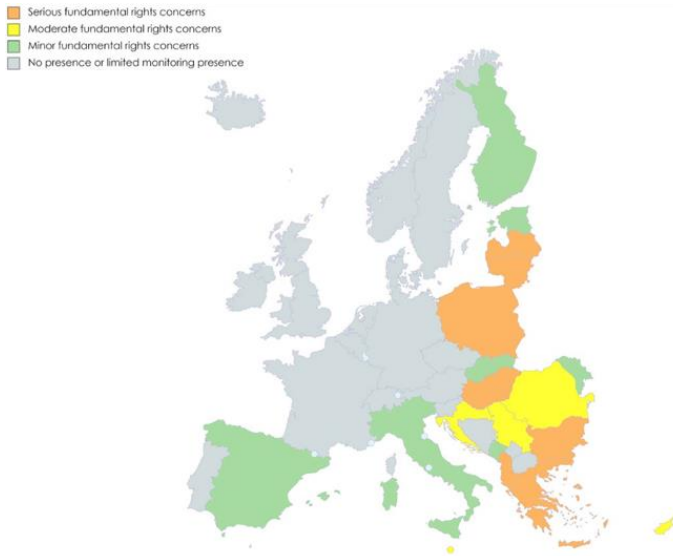 Serious fundamental rights concerns
Moderate fundamental rights concerns
Minor fundamental rights concerns
No presence or limited monitoring presence